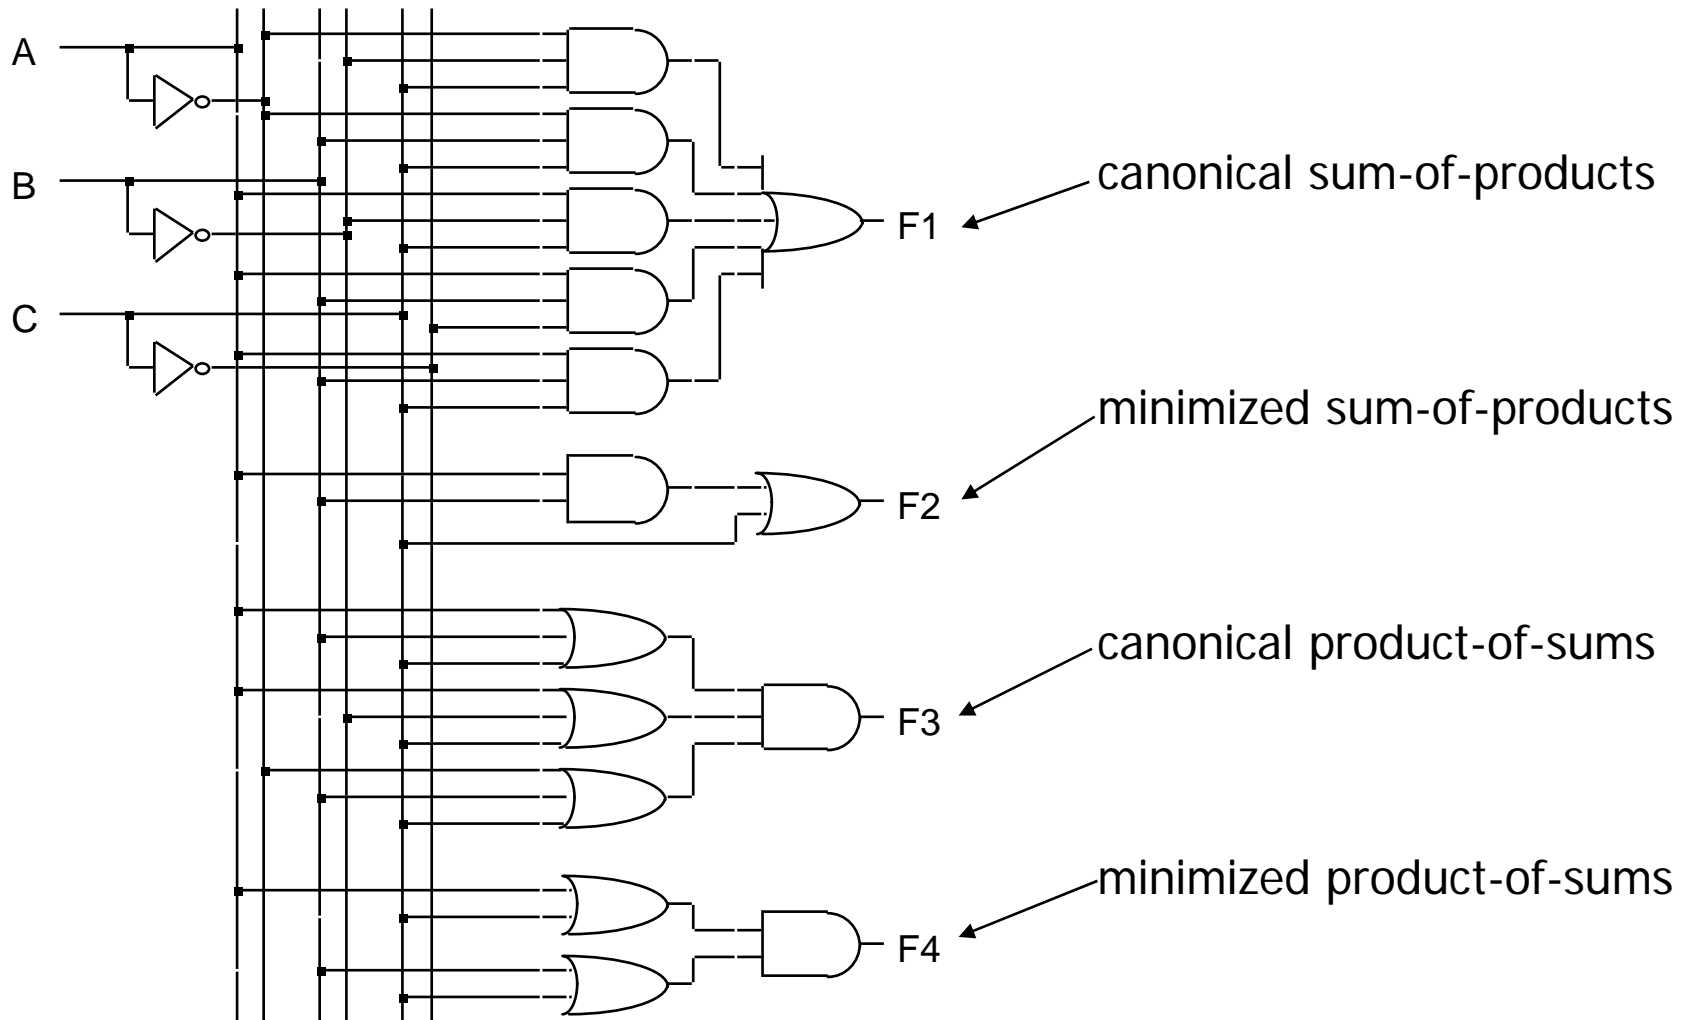 A
B
C
F1
canonical sum-of-products
F2
minimized sum-of-products
F3
canonical product-of-sums
F4
minimized product-of-sums